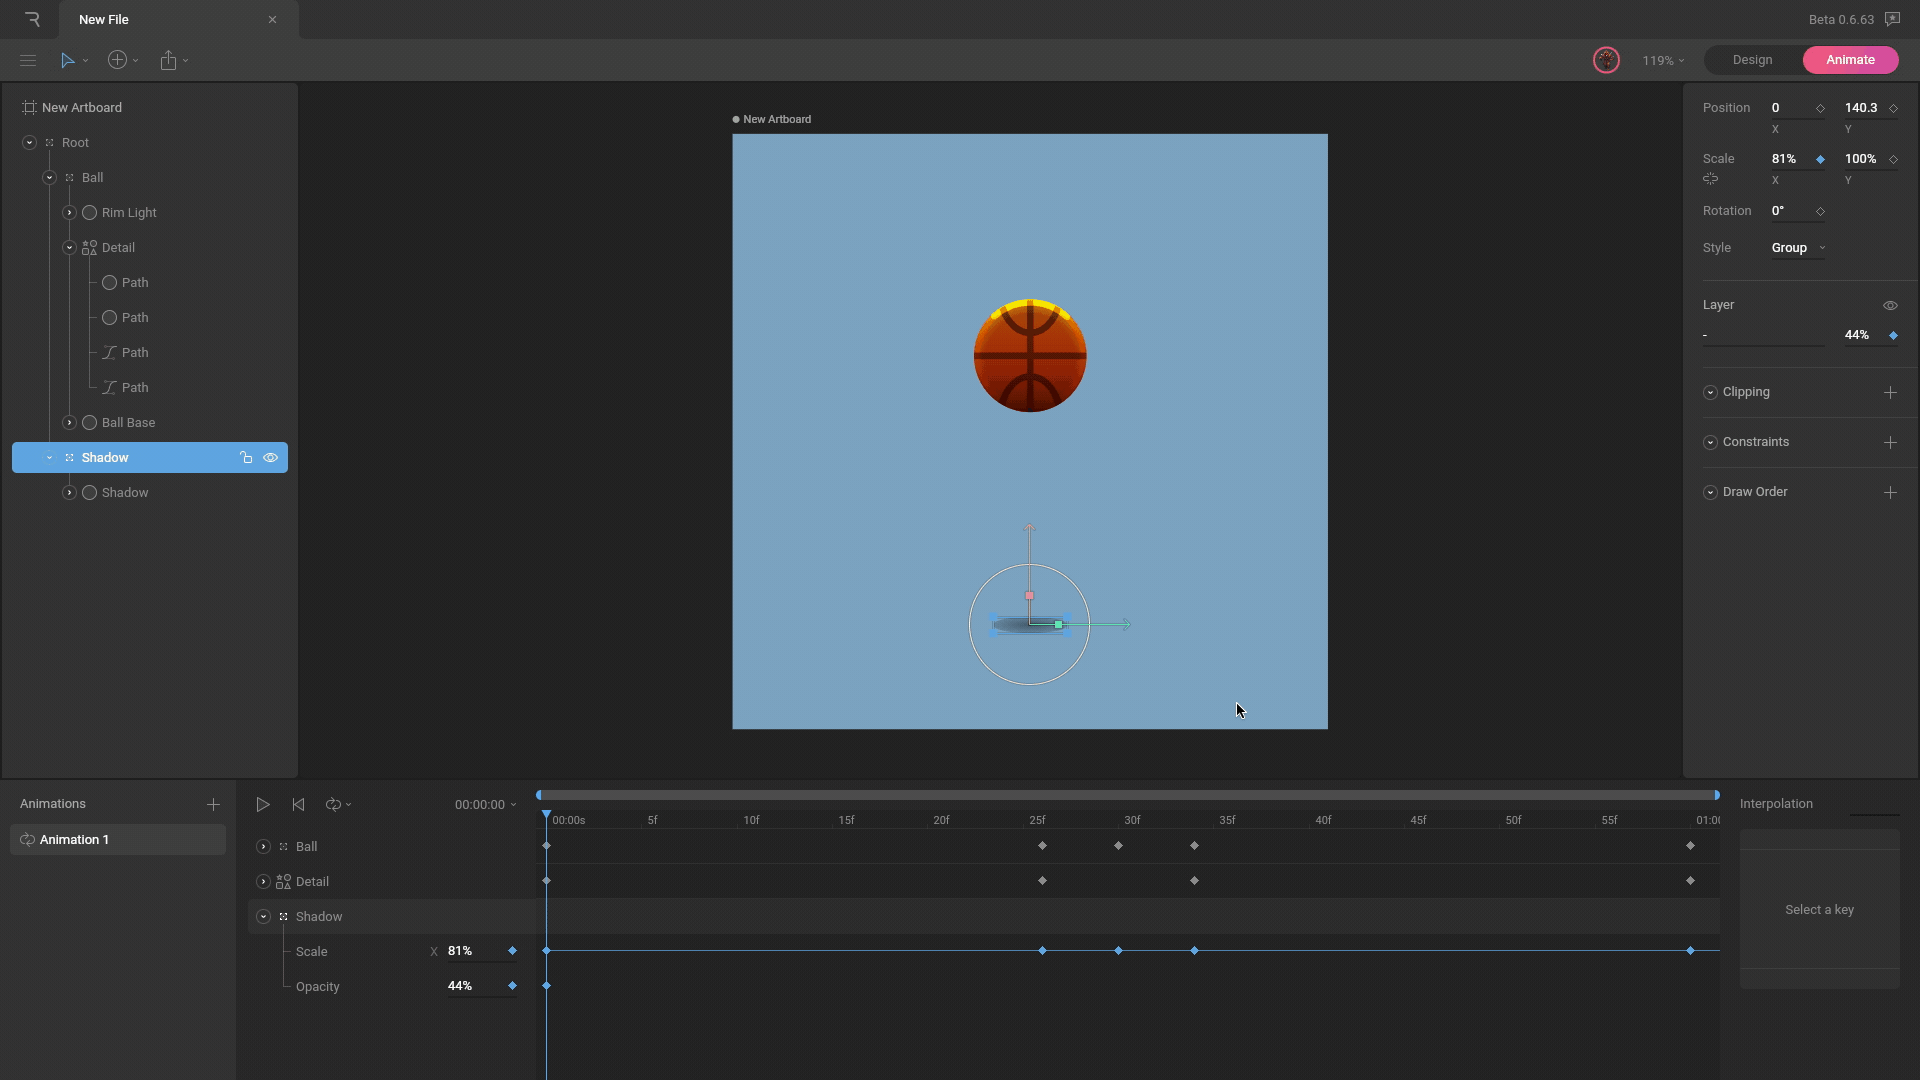 New File
Beta 0.6.63
119%
Design
Animate
New Artboard
Root
Ball
Rim Light
Detail
Path
Path
Path
Path
Ball Base
Shadow
Shadow
New Artboard
Position 0 140.3
X Y
Scale 81% 100%
X Y
Rotation 0°
Style Group
Layer
- 44%
Clipping
Constraints
Draw Order
Animations
Animation 1
00:00:00
00:00s 5f 10f 15f 20f 25f 30f 35f 40f 45f 50f 55f 01:00
Ball
Detail
Shadow
Scale X 81%
Opacity 44%
Interpolation
Select a key